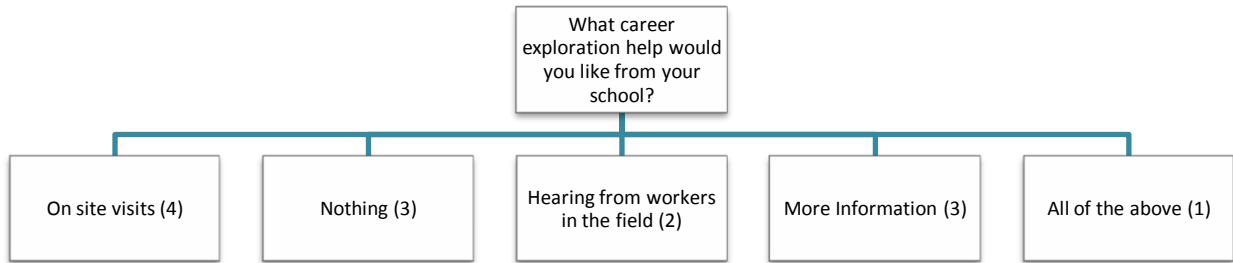 What career
exploration help would
you like from your
school?
On site visits (4)
Nothing (3)
Hearing from workers
in the field (2)
More Information (3)
All of the above (1)